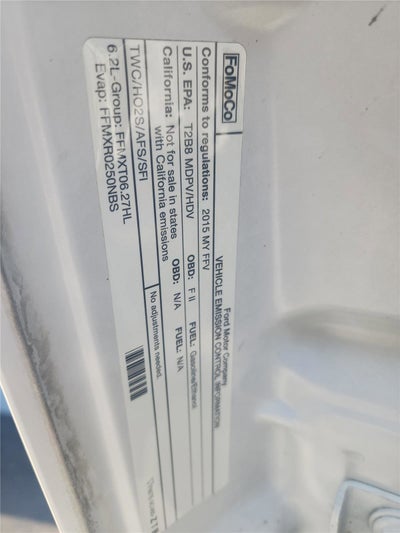 FoMoCo
Ford Motor Company
VEHICLE EMISSION CONTROL INFORMATION
Conforms to regulations: 2015 MY FFV
U.S. EPA: T2B8 MDPV/HDV OBD: F II FUEL: Gasoline/Ethanol
California: Not for sale in states with California emissions OBD: N/A FUEL: N/A
TWC/HO2S/AFS/SFI
No adjustments needed.
6.2L-Group: FFMXT06.27HL
Evap: FFMXR0250NBS